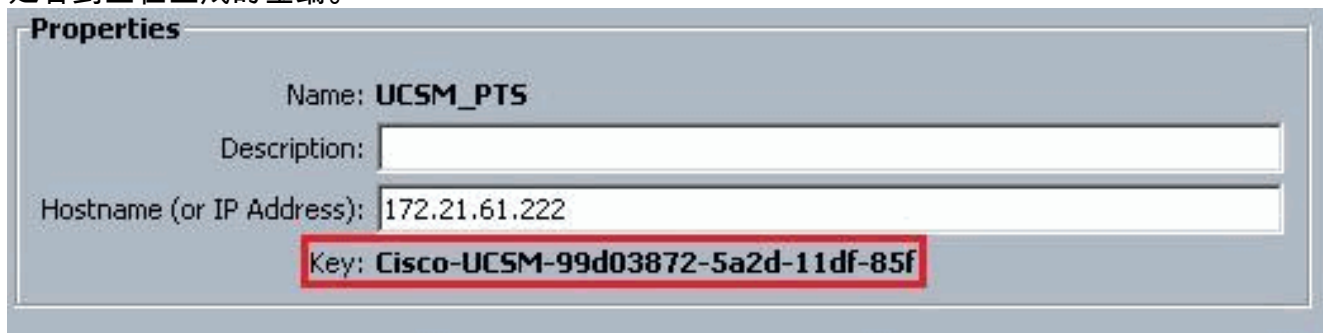 Properties
Name: UCSM_PTS
Description:
Hostname (or IP Address): 172.21.61.222
Key: Cisco-UCSM-99d03872-5a2d-11df-85f